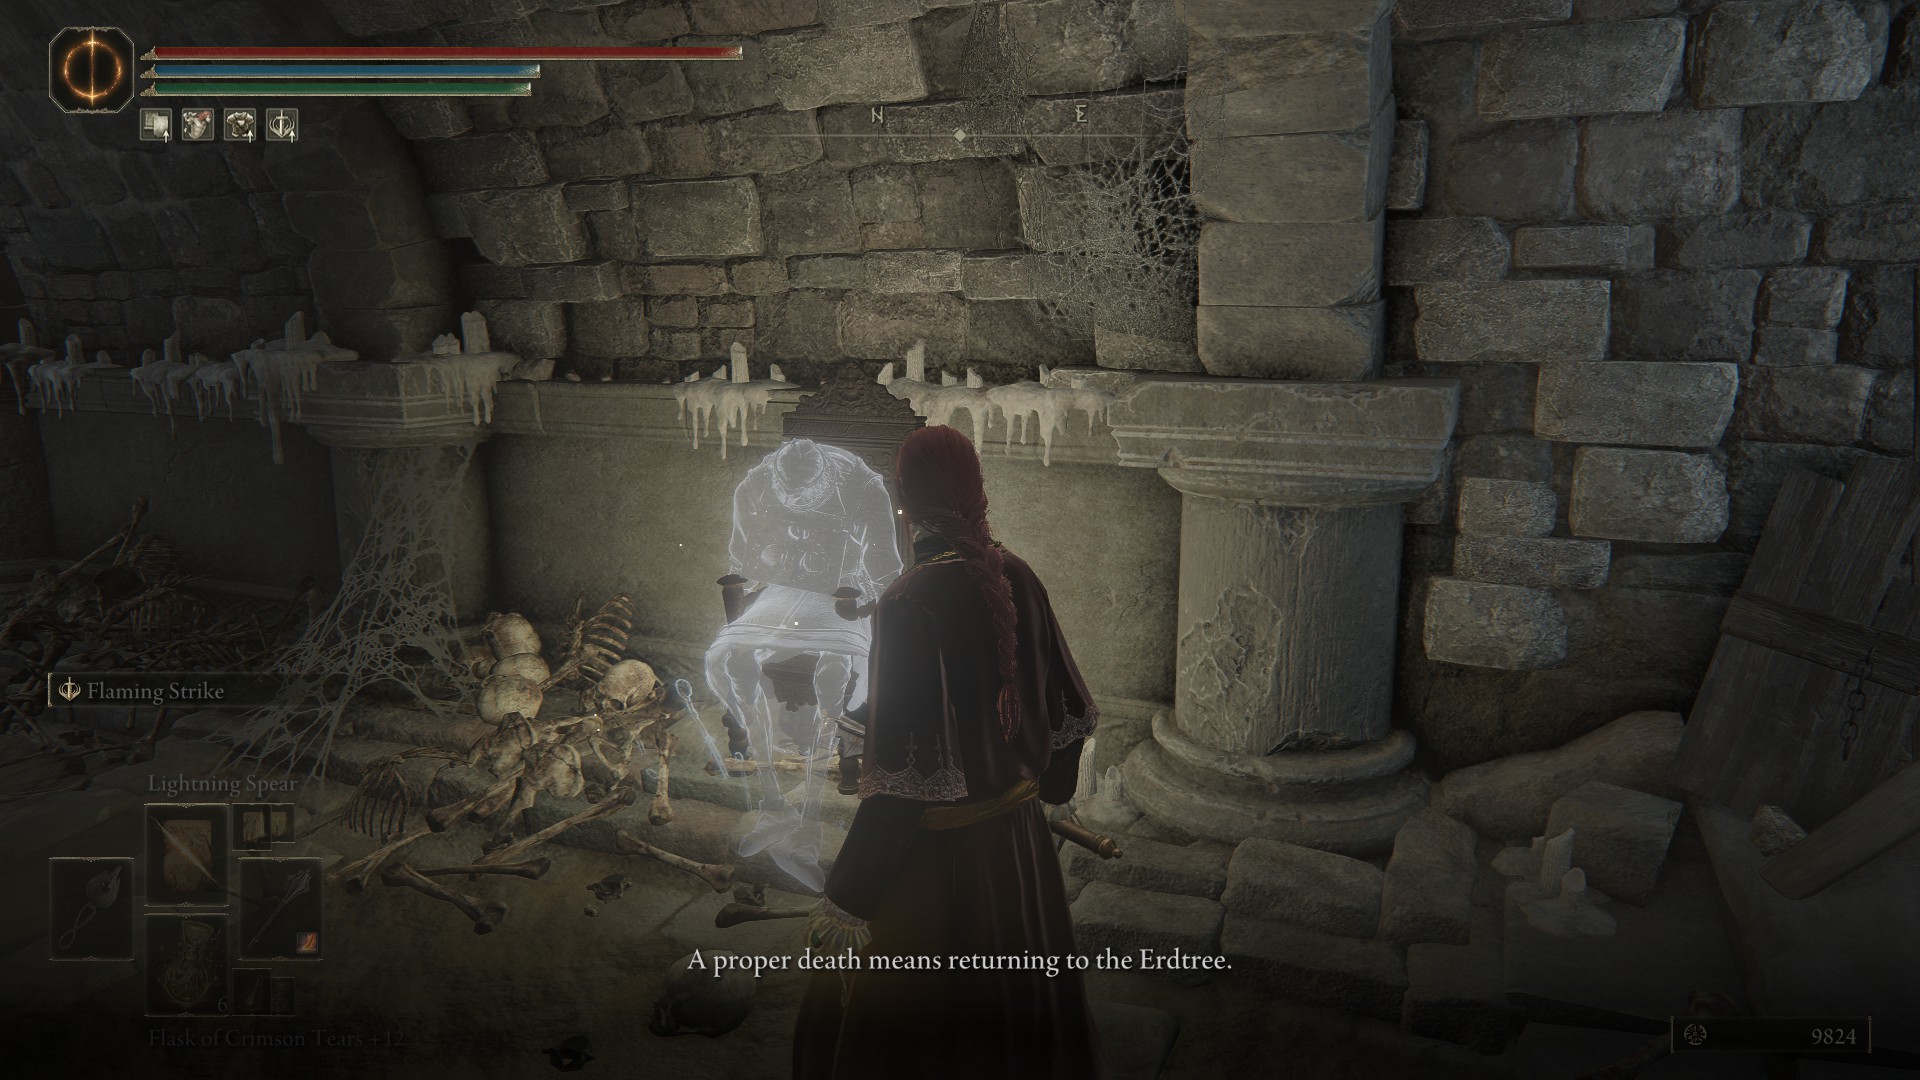 N
E
Flaming Strike
Lightning Spear
6
A proper death means returning to the Erdtree.
Flask of Crimson Tears +12
9824